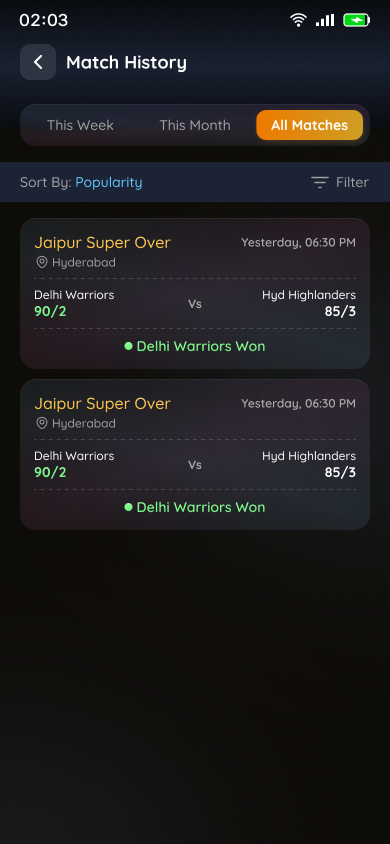 02:03
Match History
This Week This Month All Matches
Sort By: Popularity Filter
Jaipur Super Over Yesterday, 06:30 PM
Hyderabad
Delhi Warriors Vs Hyd Highlanders
90/2 85/3
Delhi Warriors Won
Jaipur Super Over Yesterday, 06:30 PM
Hyderabad
Delhi Warriors Vs Hyd Highlanders
90/2 85/3
Delhi Warriors Won